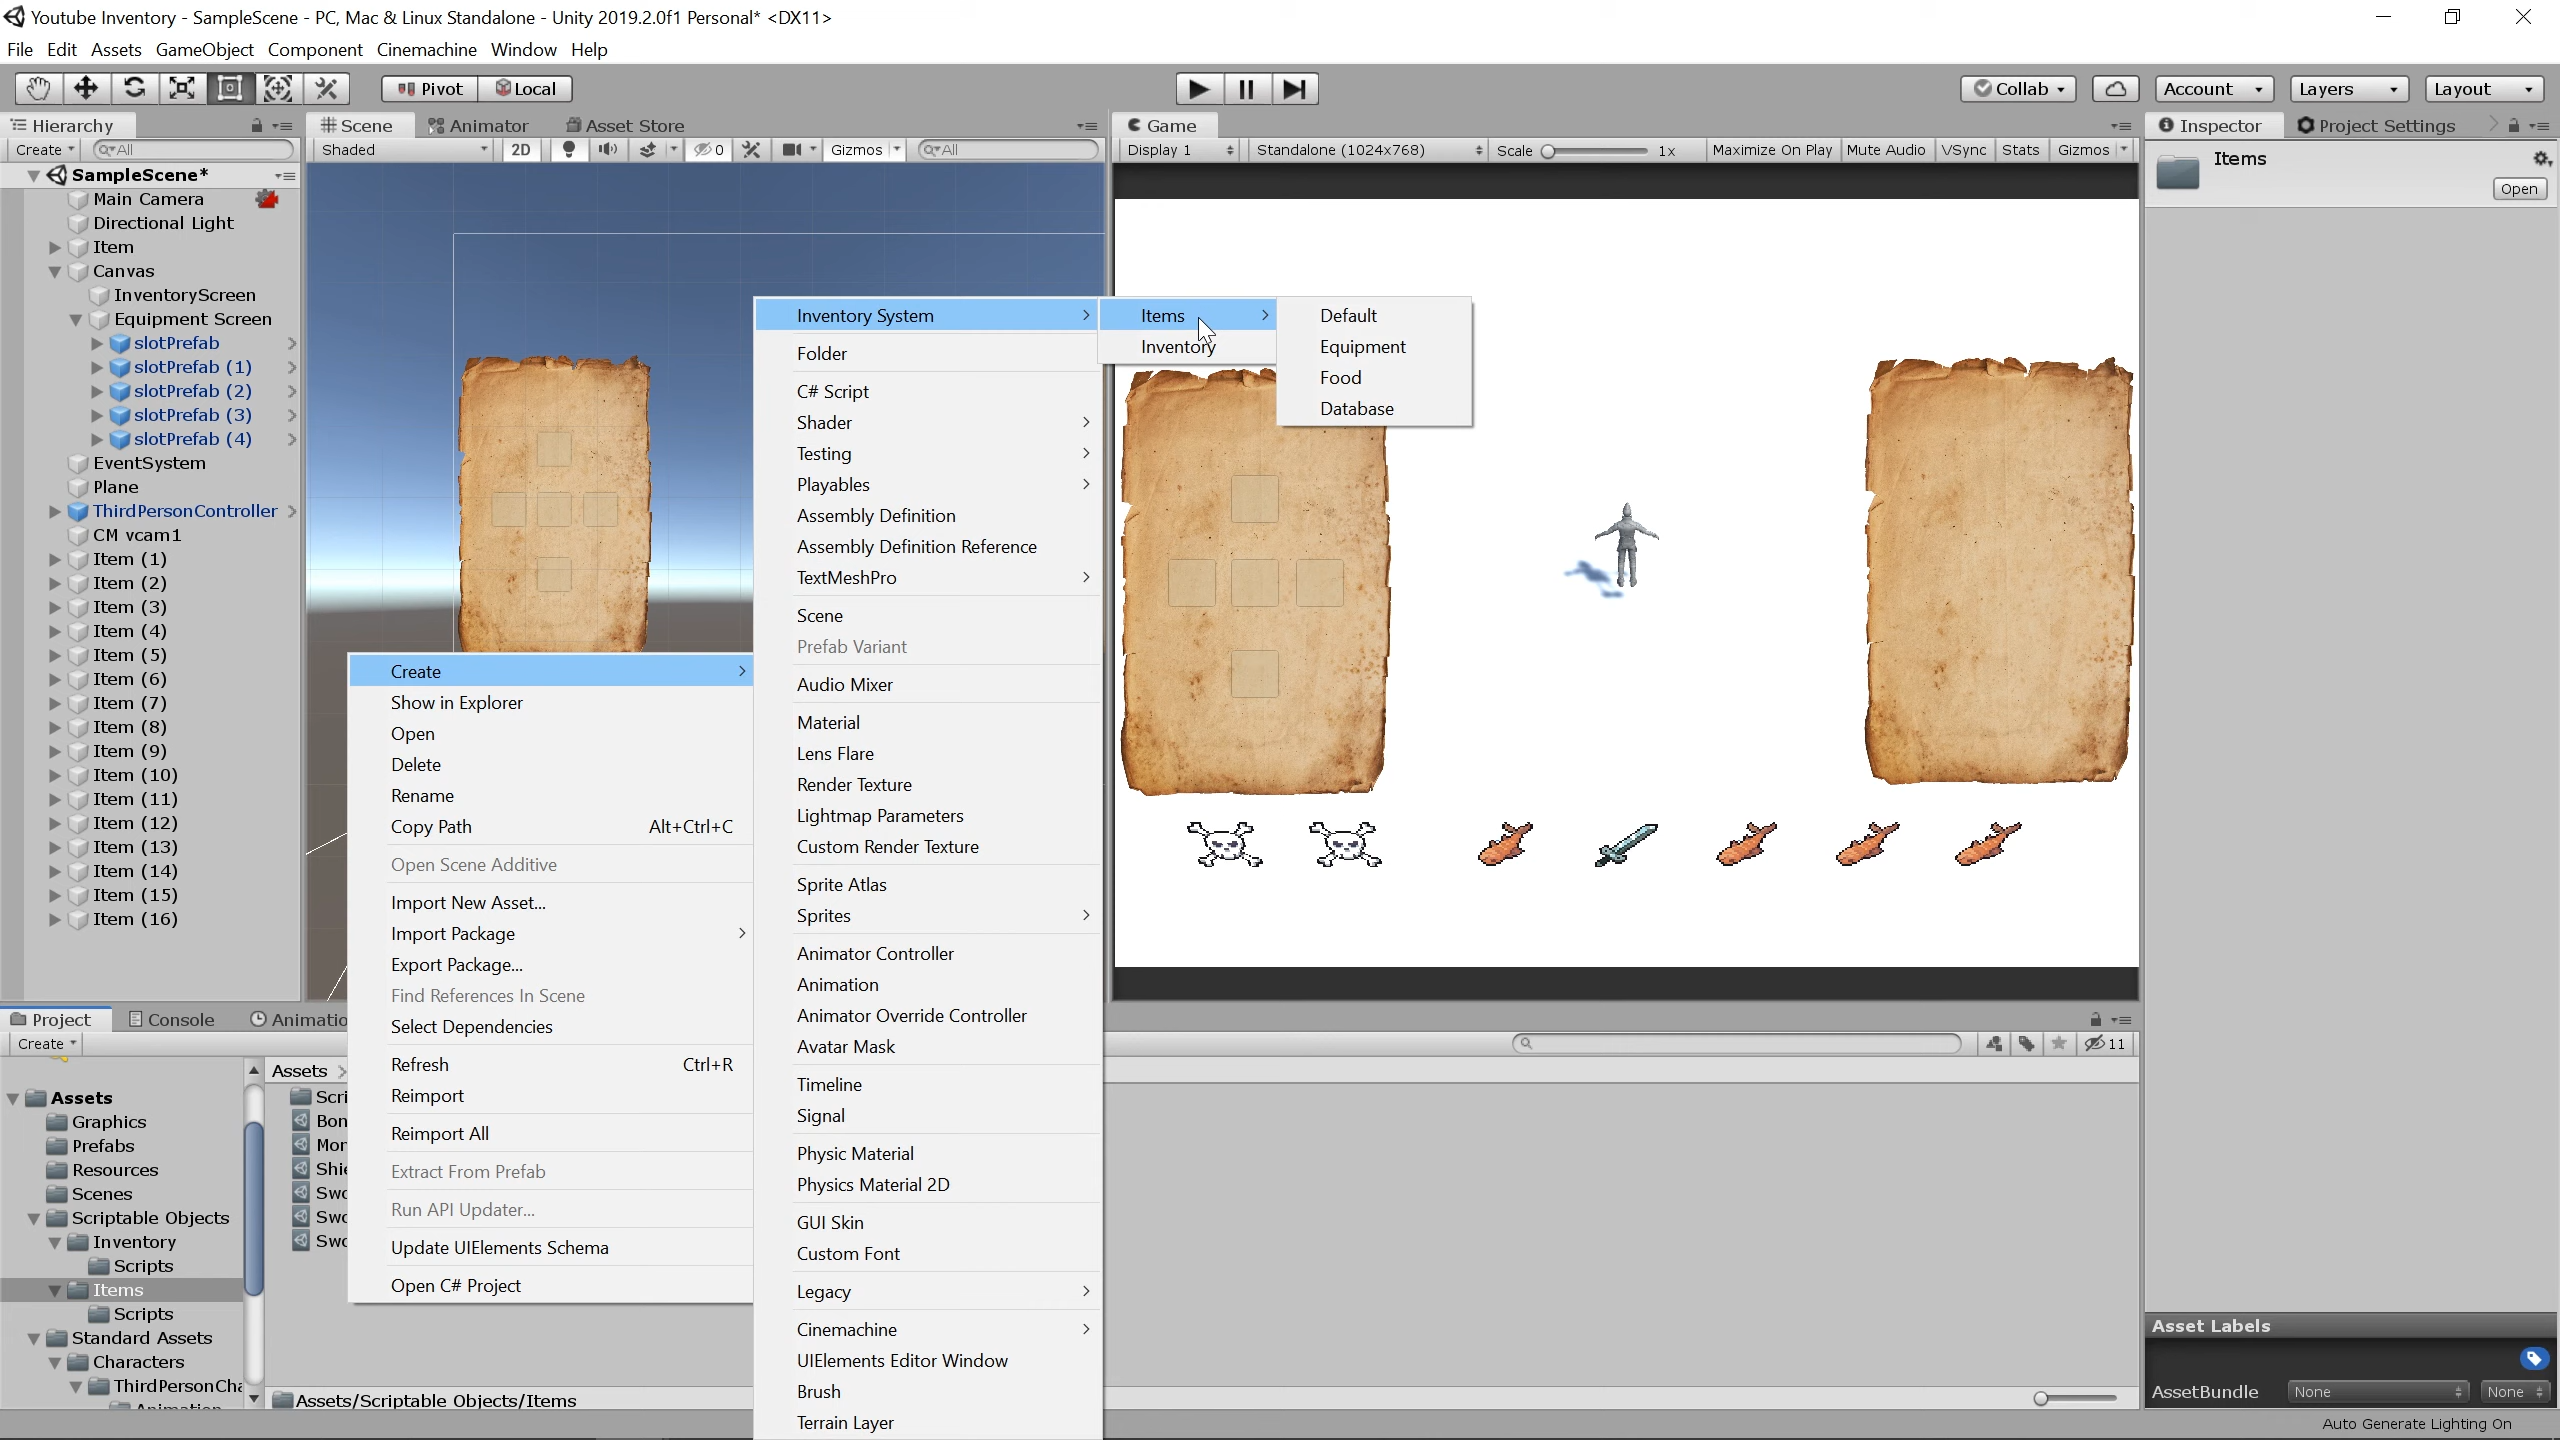 Youtube Inventory - SampleScene - PC, Mac & Linux Standalone - Unity 2019.2.0f1 Personal* <DX11>
File Edit Assets GameObject Component Cinemachine Window Help
Pivot Local Collab Account Layers Layout
Hierarchy
Create All
SampleScene*
Main Camera
Directional Light
Item
Canvas
InventoryScreen
Equipment Screen
slotPrefab
slotPrefab (1)
slotPrefab (2)
slotPrefab (3)
slotPrefab (4)
EventSystem
Plane
ThirdPersonController
CM vcam1
Item (1)
Item (2)
Item (3)
Item (4)
Item (5)
Item (6)
Item (7)
Item (8)
Item (9)
Item (10)
Item (11)
Item (12)
Item (13)
Item (14)
Item (15)
Item (16)
Scene Animator Asset Store
Shaded 2D 0 Gizmos All
Game
Display 1 Standalone (1024x768) Scale 1x Maximize On Play Mute Audio VSync Stats Gizmos
Inspector Project Settings
Items
Open
Create
Show in Explorer
Open
Delete
Rename
Copy Path Alt+Ctrl+C
Open Scene Additive
Import New Asset...
Import Package
Export Package...
Find References In Scene
Select Dependencies
Refresh Ctrl+R
Reimport
Reimport All
Extract From Prefab
Run API Updater...
Update UIElements Schema
Open C# Project
Inventory System
Folder
C# Script
Shader
Testing
Playables
Assembly Definition
Assembly Definition Reference
TextMeshPro
Scene
Prefab Variant
Audio Mixer
Material
Lens Flare
Render Texture
Lightmap Parameters
Custom Render Texture
Sprite Atlas
Sprites
Animator Controller
Animation
Animator Override Controller
Avatar Mask
Timeline
Signal
Physic Material
Physics Material 2D
GUI Skin
Custom Font
Legacy
Cinemachine
UIElements Editor Window
Brush
Terrain Layer
Items
Inventory
Default
Equipment
Food
Database
Project Console Animatio
Create 11
Assets
Graphics
Prefabs
Resources
Scenes
Scriptable Objects
Inventory
Scripts
Items
Scripts
Standard Assets
Characters
ThirdPersonCha
Assets
Scri
Bon
Mor
Shie
Swo
Swo
Swo
Assets/Scriptable Objects/Items
Asset Labels
AssetBundle None None
Auto Generate Lighting On